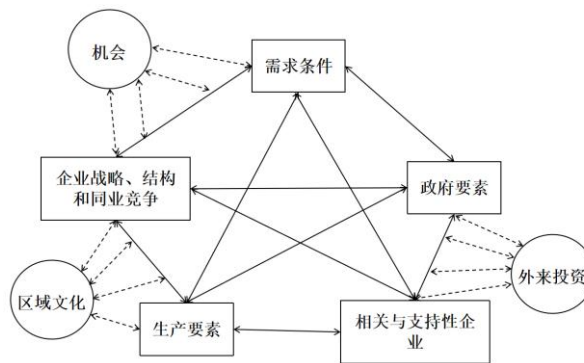 机会
需求条件
企业战略、结构
和同业竞争
政府要素
区域文化
外来投资
生产要素
相关与支持性企
业